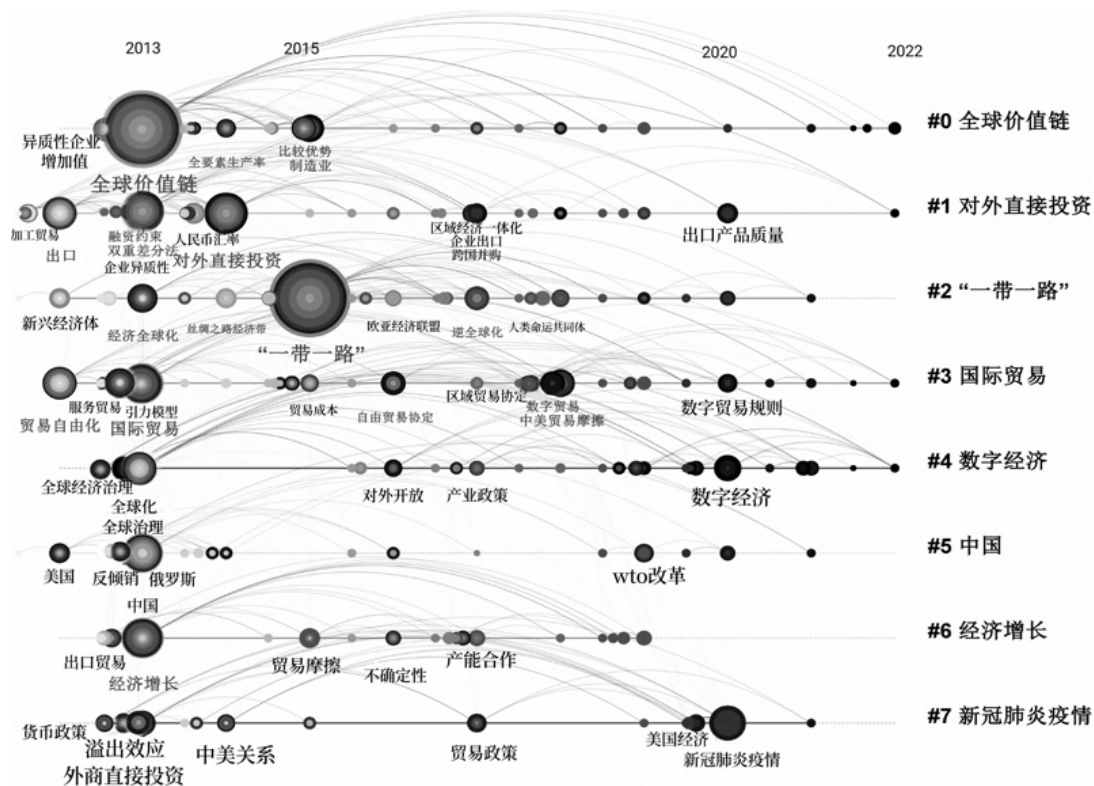 2013
2015
2020
2022
异质性企业
增加值
全要素生产率
比较优势
制造业
全球价值链
#0 全球价值链
加工贸易
出口
融资约束
双重差分法
企业异质性
人民币汇率
对外直接投资
区域经济一体化
企业出口
跨国并购
出口产品质量
#1 对外直接投资
新兴经济体
经济全球化
丝绸之路经济带
“一带一路”
欧亚经济联盟
逆全球化
人类命运共同体
#2 “一带一路”
贸易自由化
服务贸易
引力模型
国际贸易
贸易成本
自由贸易协定
区域贸易协定
数字贸易
中美贸易摩擦
数字贸易规则
#3 国际贸易
全球经济治理
全球化
全球治理
对外开放
产业政策
数字经济
#4 数字经济
美国
反倾销
俄罗斯
中国
wto改革
#5 中国
出口贸易
经济增长
贸易摩擦
不确定性
产能合作
#6 经济增长
货币政策
溢出效应
外商直接投资
中美关系
贸易政策
美国经济
新冠肺炎疫情
#7 新冠肺炎疫情